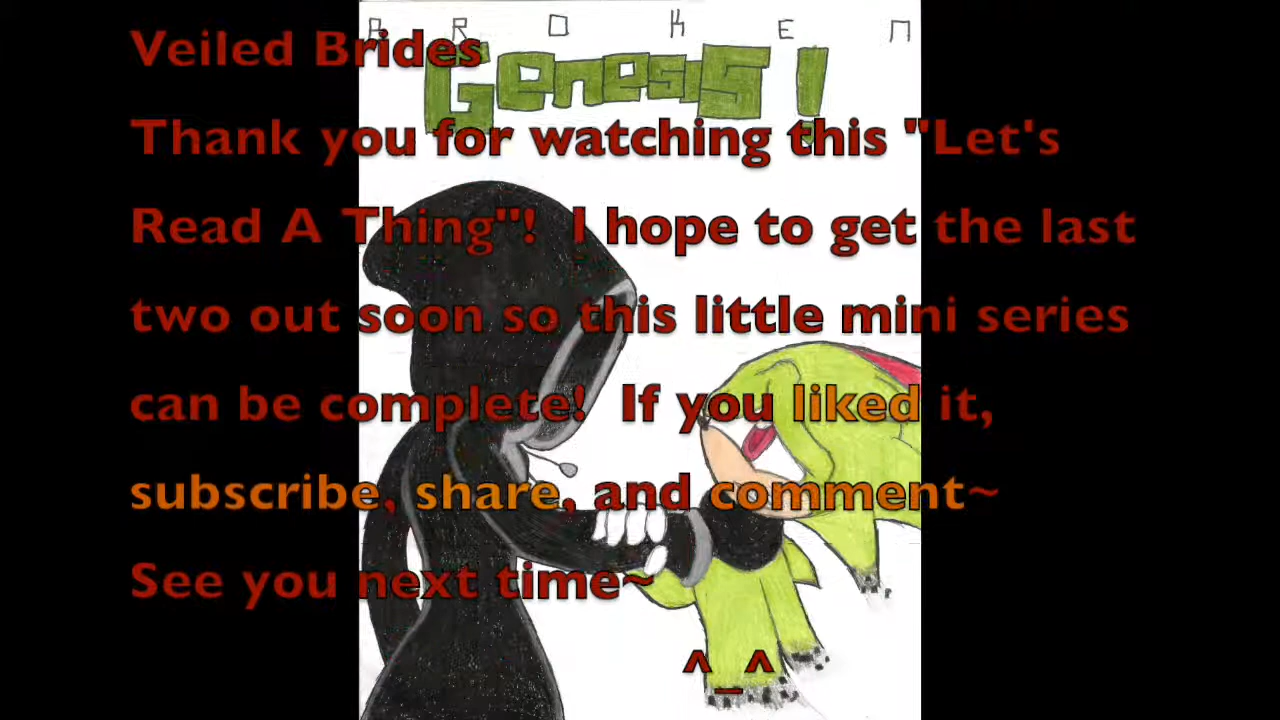 B R O K E N
Genesis!
Veiled Brides
Thank you for watching this "Let's
Read A Thing"!  I hope to get the last
two out soon so this little mini series
can be complete!  If you liked it,
subscribe, share, and comment~
See you next time~
^_^